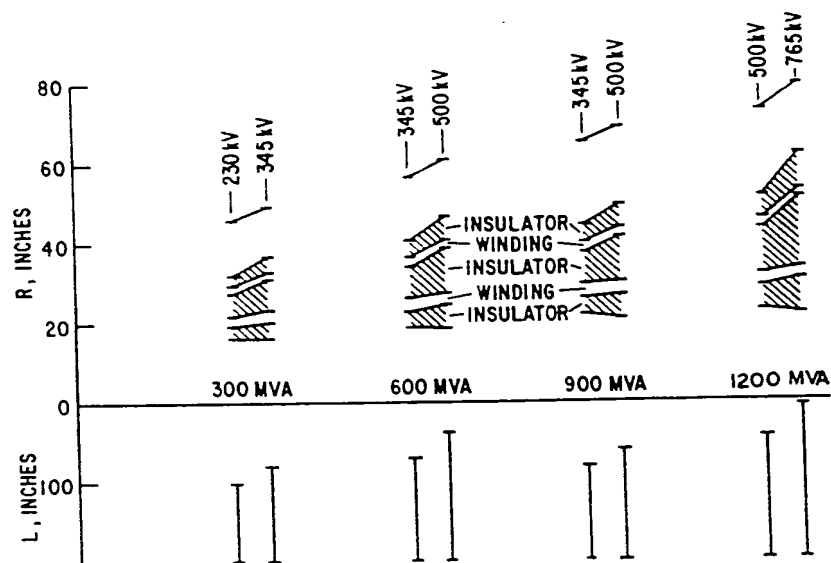 230 kV
345 kV
345 kV
500 kV
345 kV
500 kV
500 kV
765 kV
80
60
40
20
0
R, INCHES
INSULATOR
WINDING
INSULATOR
WINDING
INSULATOR
300 MVA
600 MVA
900 MVA
1200 MVA
100
L, INCHES